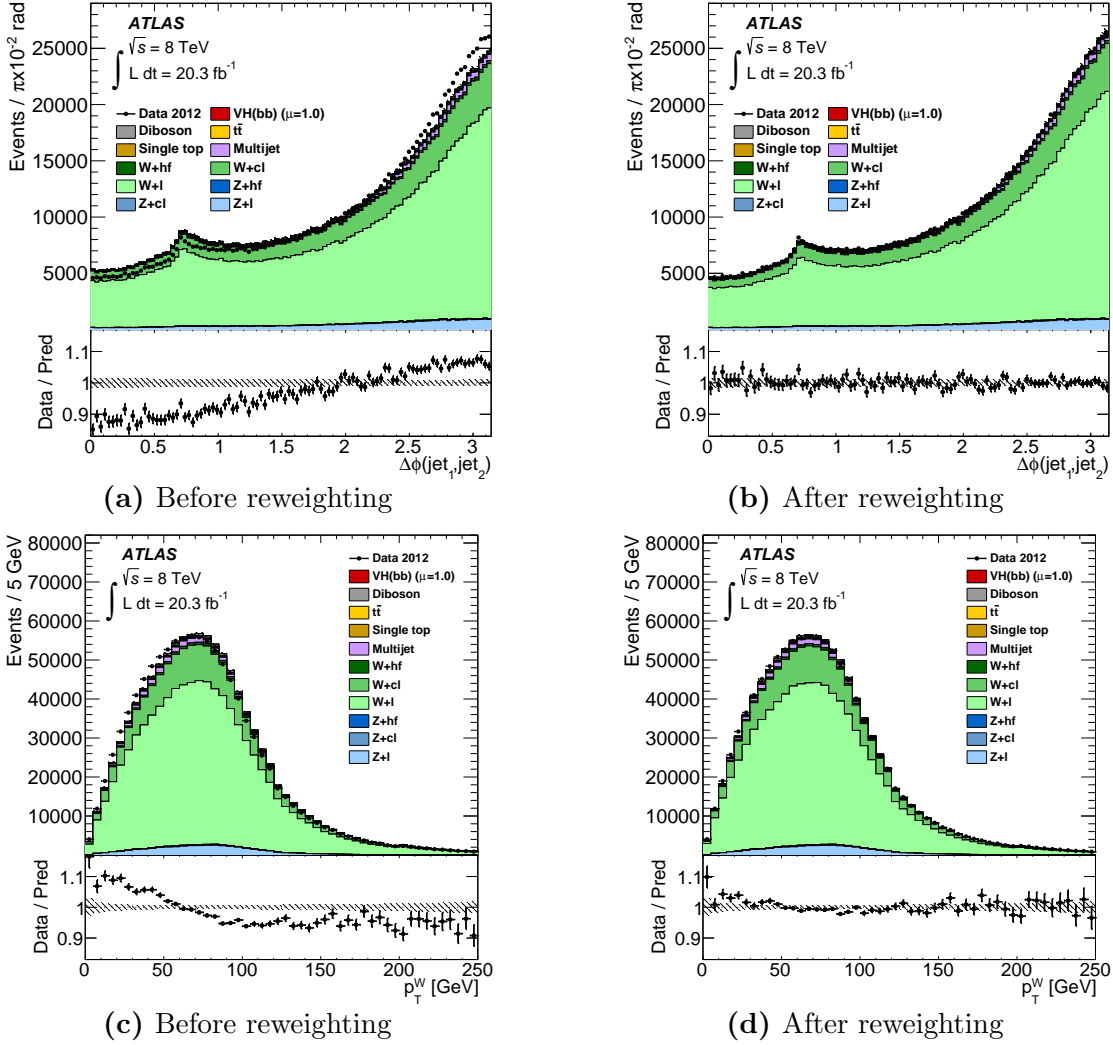 ATLAS
√s = 8 TeV
∫ L dt = 20.3 fb⁻¹
Data 2012
VH(bb) (μ=1.0)
Diboson
tt̄
Single top
Multijet
W+hf
W+cl
W+l
Z+hf
Z+cl
Z+l
Events / πx10⁻² rad
25000
20000
15000
10000
5000
Data / Pred
1.1
1
0.9
0 0.5 1 1.5 2 2.5 3
Δϕ(jet₁,jet₂)
(a) Before reweighting
ATLAS
√s = 8 TeV
∫ L dt = 20.3 fb⁻¹
Data 2012
VH(bb) (μ=1.0)
Diboson
tt̄
Single top
Multijet
W+hf
W+cl
W+l
Z+hf
Z+cl
Z+l
Events / πx10⁻² rad
25000
20000
15000
10000
5000
Data / Pred
1.1
1
0.9
0 0.5 1 1.5 2 2.5 3
Δϕ(jet₁,jet₂)
(b) After reweighting
ATLAS
√s = 8 TeV
∫ L dt = 20.3 fb⁻¹
Data 2012
VH(bb) (μ=1.0)
Diboson
tt̄
Single top
Multijet
W+hf
W+cl
W+l
Z+hf
Z+cl
Z+l
Events / 5 GeV
80000
70000
60000
50000
40000
30000
20000
10000
Data / Pred
1.1
1
0.9
0 50 100 150 200 250
p_T^W [GeV]
(c) Before reweighting
ATLAS
√s = 8 TeV
∫ L dt = 20.3 fb⁻¹
Data 2012
VH(bb) (μ=1.0)
Diboson
tt̄
Single top
Multijet
W+hf
W+cl
W+l
Z+hf
Z+cl
Z+l
Events / 5 GeV
80000
70000
60000
50000
40000
30000
20000
10000
Data / Pred
1.1
1
0.9
0 50 100 150 200 250
p_T^W [GeV]
(d) After reweighting